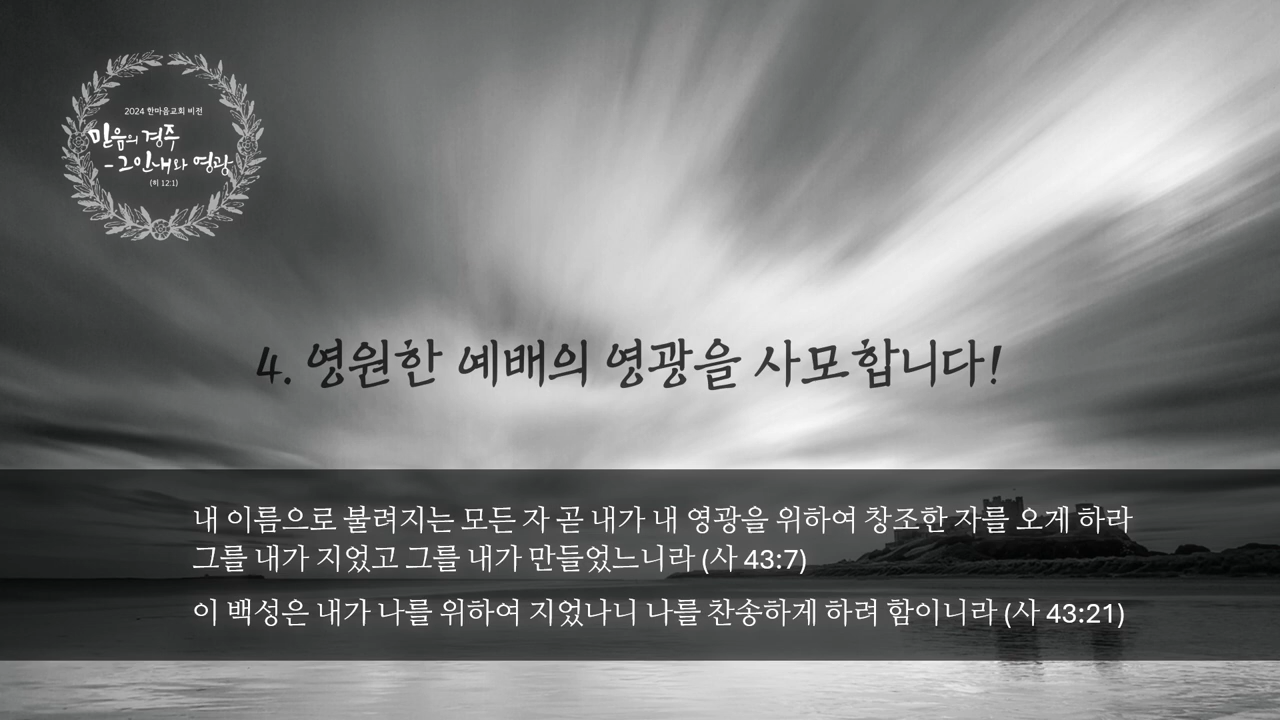 2024 한마음교회 비전
믿음의 경주
- 그 인내와 영광
(히 12:1)
4. 영원한 예배의 영광을 사모합니다!
내 이름으로 불려지는 모든 자 곧 내가 내 영광을 위하여 창조한 자를 오게 하라
그를 내가 지었고 그를 내가 만들었느니라 (사 43:7)
이 백성은 내가 나를 위하여 지었나니 나를 찬송하게 하려 함이니라 (사 43:21)